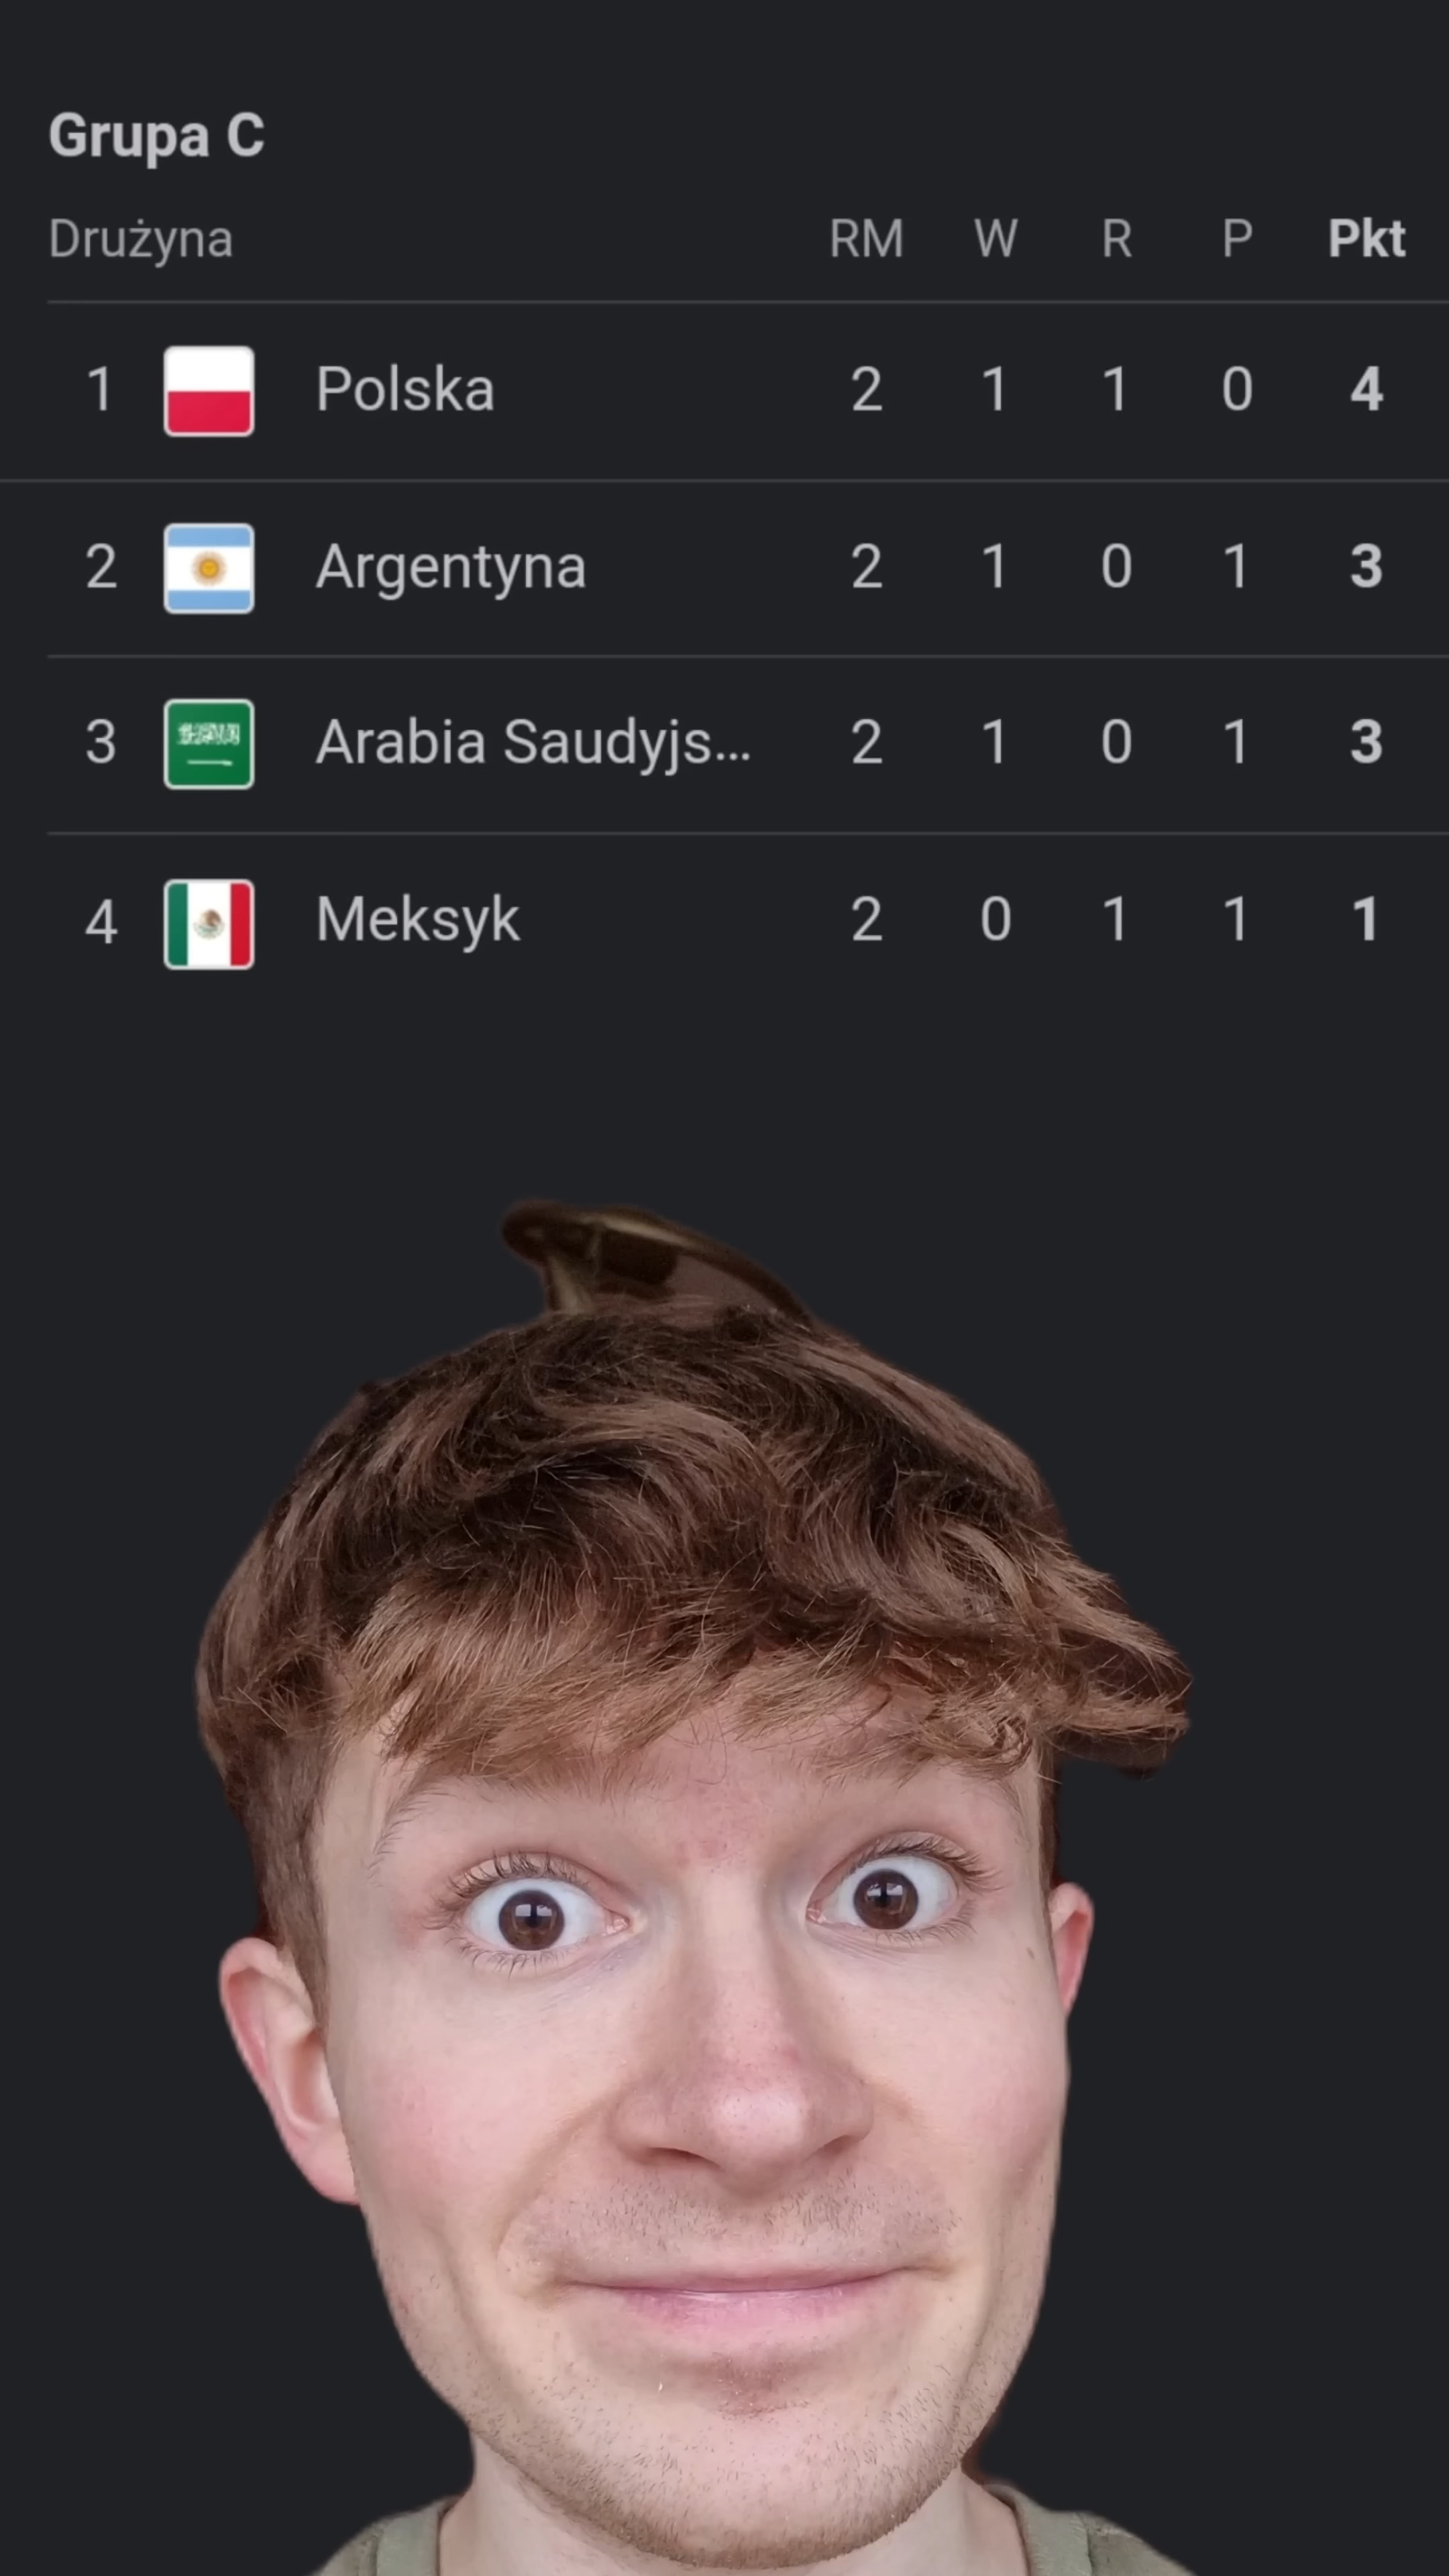 Grupa C
Drużyna RM W R P Pkt
1 Polska 2 1 1 0 4
2 Argentyna 2 1 0 1 3
3 Arabia Saudyjs... 2 1 0 1 3
4 Meksyk 2 0 1 1 1